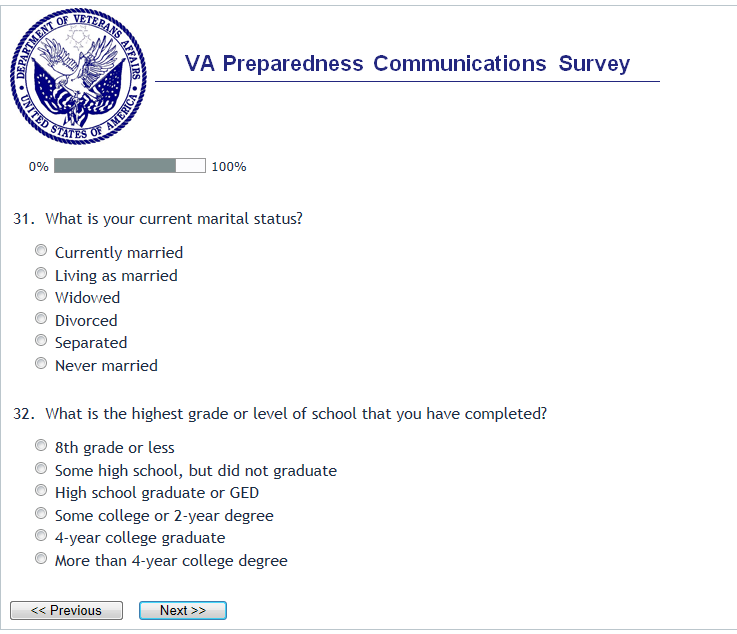 DEPARTMENT OF VETERANS AFFAIRS
UNITED STATES OF AMERICA
VA Preparedness Communications Survey
0% 100%
31. What is your current marital status?
Currently married
Living as married
Widowed
Divorced
Separated
Never married
32. What is the highest grade or level of school that you have completed?
8th grade or less
Some high school, but did not graduate
High school graduate or GED
Some college or 2-year degree
4-year college graduate
More than 4-year college degree
<< Previous Next >>